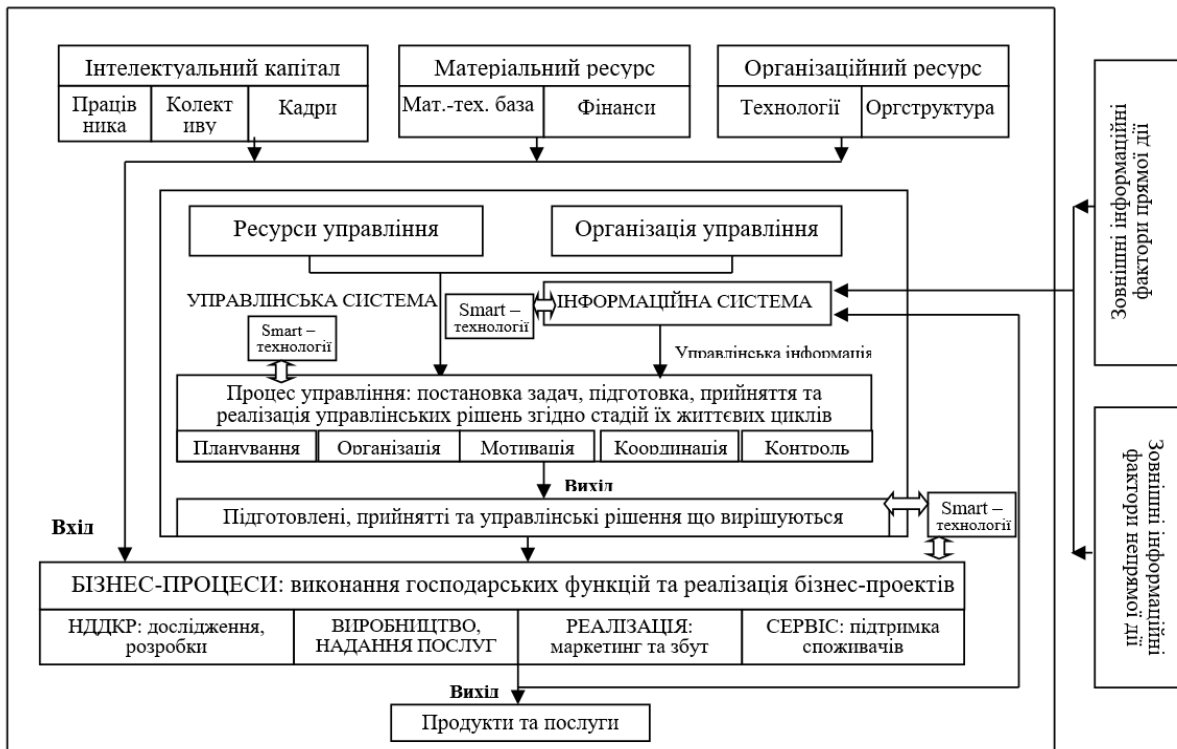 Інтелектуальний капітал
Праців
ника
Колект
иву
Кадри
Матеріальний ресурс
Мат.-тех. база
Фінанси
Організаційний ресурс
Технології
Оргструктура
Зовнішні інформаційні
фактори прямої дії
Ресурси управління
Організація управління
УПРАВЛІНСЬКА СИСТЕМА
Smart –
технології
ІНФОРМАЦІЙНА СИСТЕМА
Smart –
технології
Управлінська інформація
Процес управління: постановка задач, підготовка, прийняття та
реалізація управлінських рішень згідно стадій їх життєвих циклів
Планування
Організація
Мотивація
Координація
Контроль
Вихід
Підготовлені, прийнятті та управлінські рішення що вирішуються
Smart –
технології
Зовнішні інформаційні
фактори непрямої дії
Вхід
БІЗНЕС-ПРОЦЕСИ: виконання господарських функцій та реалізація бізнес-проектів
НДДКР: дослідження,
розробки
ВИРОБНИЦТВО,
НАДАННЯ ПОСЛУГ
РЕАЛІЗАЦІЯ:
маркетинг та збут
СЕРВІС: підтримка
споживачів
Вихід
Продукти та послуги